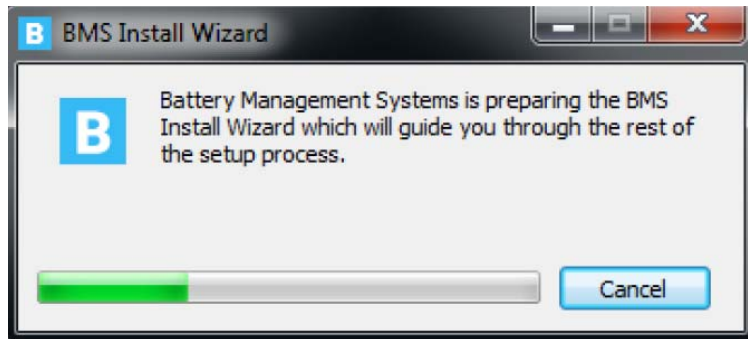 B BMS Install Wizard
B
Battery Management Systems is preparing the BMS
Install Wizard which will guide you through the rest of
the setup process.
Cancel